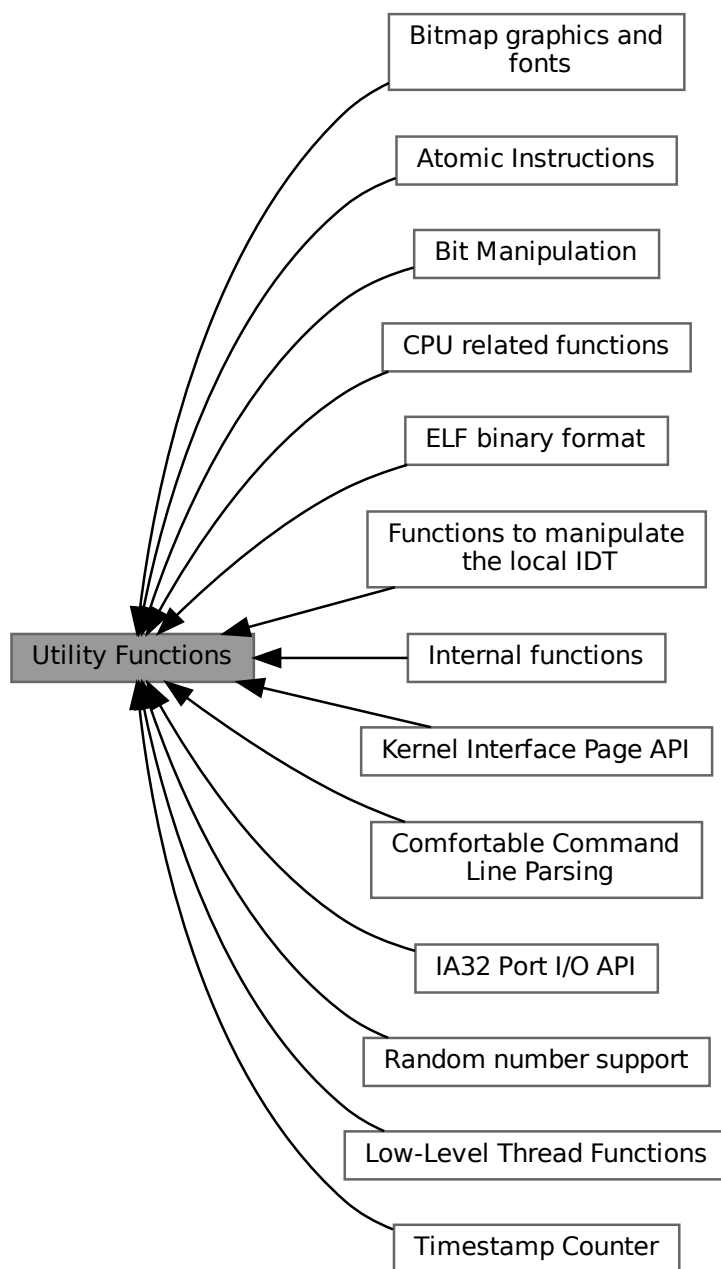 Bitmap graphics and
fonts
Atomic Instructions
Bit Manipulation
CPU related functions
ELF binary format
Functions to manipulate
the local IDT
Utility Functions
Internal functions
Kernel Interface Page API
Comfortable Command
Line Parsing
IA32 Port I/O API
Random number support
Low-Level Thread Functions
Timestamp Counter